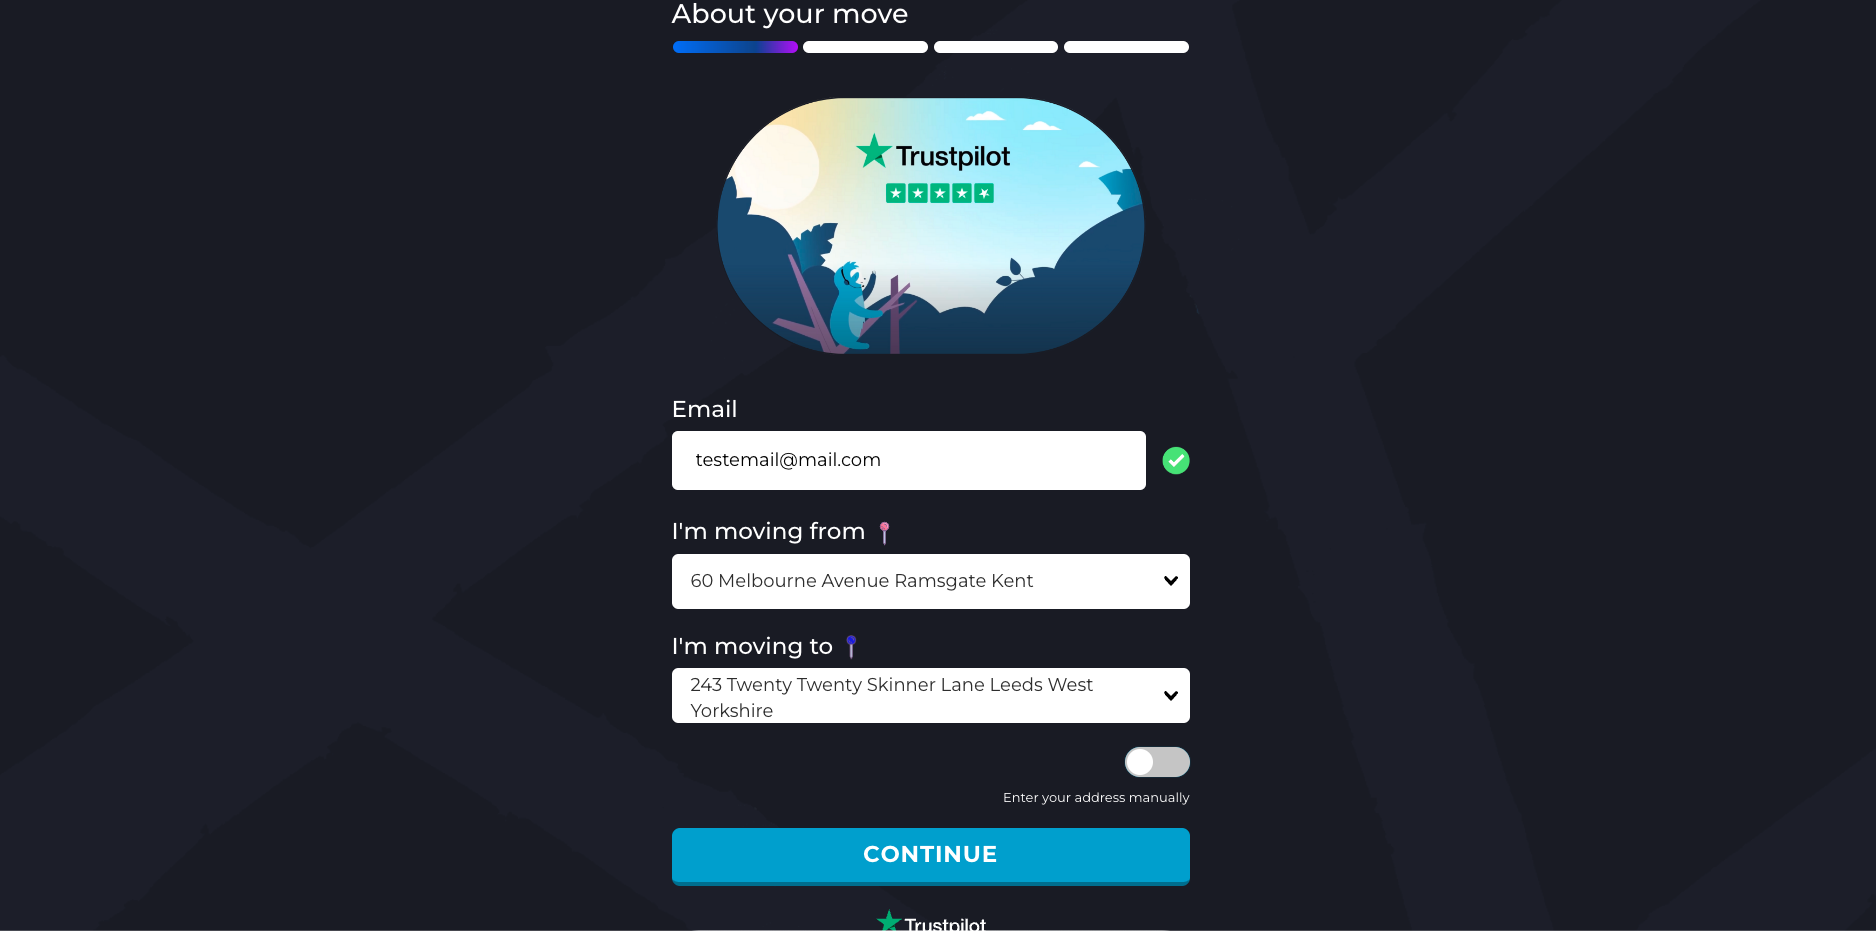 About your move
Trustpilot
Email
testemail@mail.com
I'm moving from
60 Melbourne Avenue Ramsgate Kent
I'm moving to
243 Twenty Twenty Skinner Lane Leeds West
Yorkshire
Enter your address manually
CONTINUE
Trustpilot